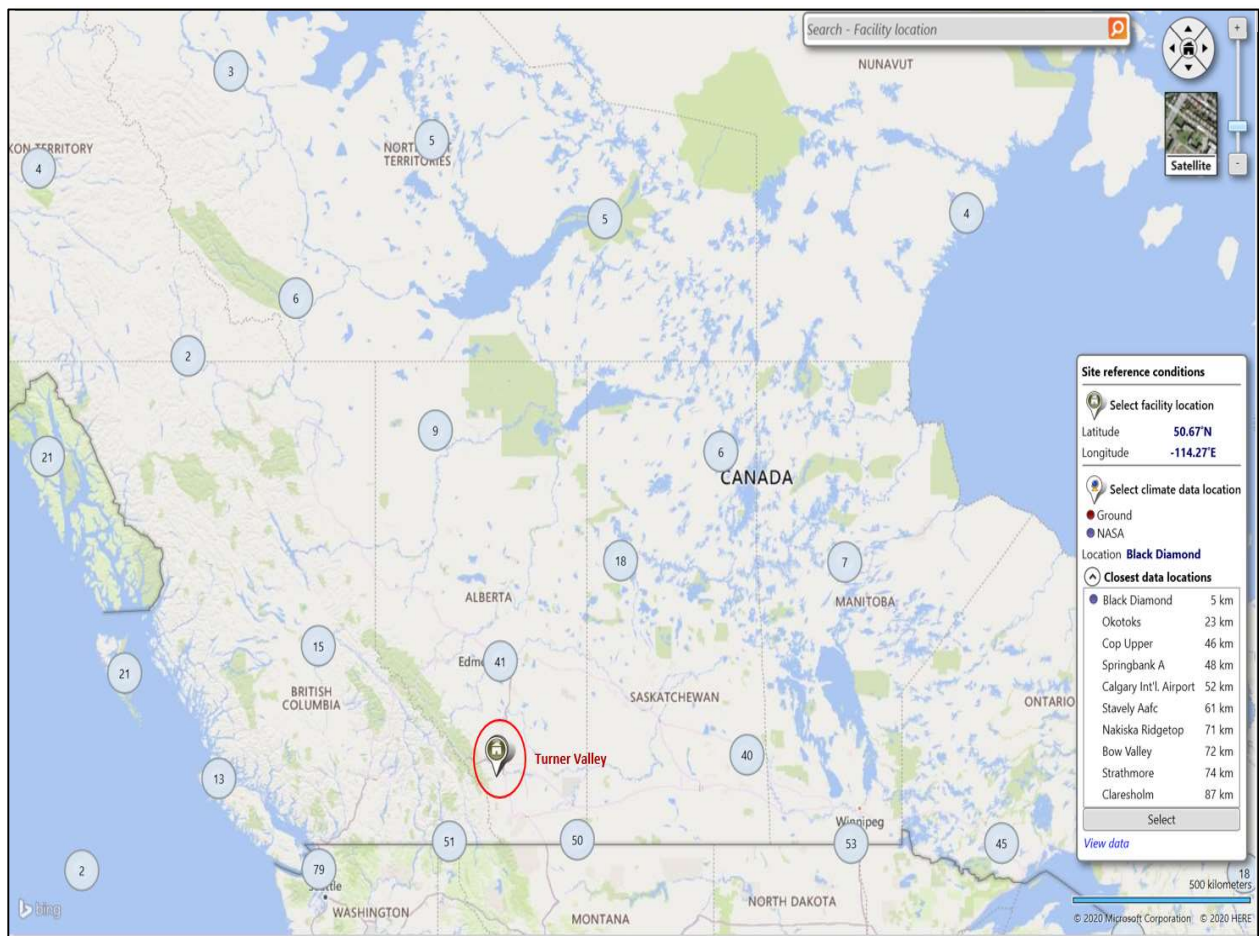 Search - Facility location
NUNAVUT
3
5
NORTHWEST
TERRITORIES
KON TERRITORY
4
Satellite
5
4
6
2
Site reference conditions
Select facility location
Latitude 50.67°N
Longitude -114.27°E
Select climate data location
Ground
NASA
Location Black Diamond
Closest data locations
Black Diamond 5 km
Okotoks 23 km
Cop Upper 46 km
Springbank A 48 km
Calgary Int'l. Airport 52 km
Stavely Aafc 61 km
Nakiska Ridgetop 71 km
Bow Valley 72 km
Strathmore 74 km
Claresholm 87 km
Select
View data
9
21
6
CANADA
18
7
ALBERTA
MANITOBA
15
Edm
41
21
BRITISH
COLUMBIA
SASKATCHEWAN
ONTARIO
Turner Valley
40
13
Winnipeg
51
50
53
45
2
79
Seattle
18
500 kilometers
bing
WASHINGTON
MONTANA
NORTH DAKOTA
© 2020 Microsoft Corporation © 2020 HERE